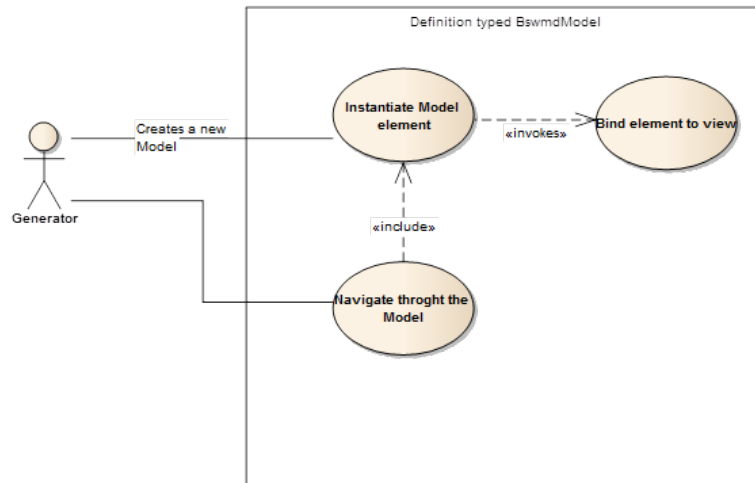 Definition typed BswmdModel
Instantiate Model
element
Bind element to view
Creates a new
Model
«invokes»
Generator
«include»
Navigate throght the
Model